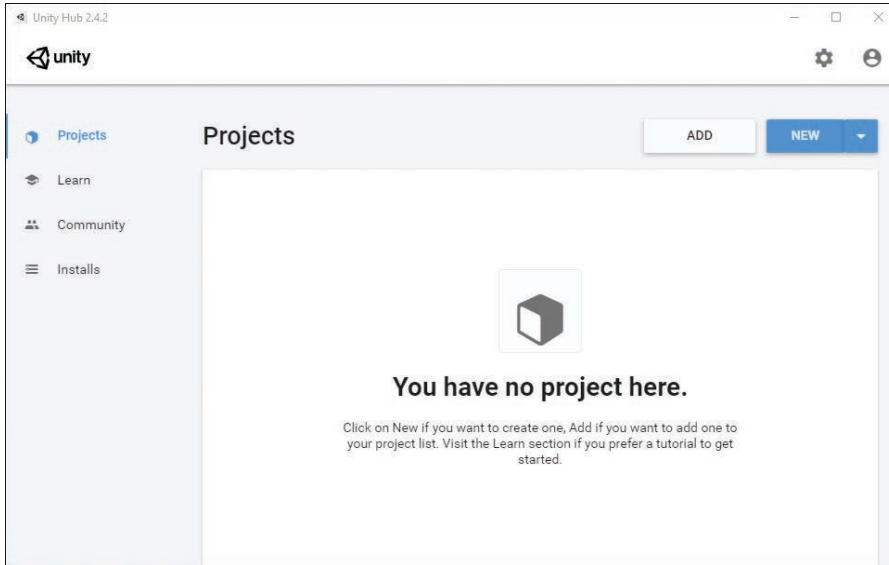 Unity Hub 2.4.2
unity
Projects
Learn
Community
Installs
Projects
ADD
NEW
You have no project here.
Click on New if you want to create one, Add if you want to add one to
your project list. Visit the Learn section if you prefer a tutorial to get
started.